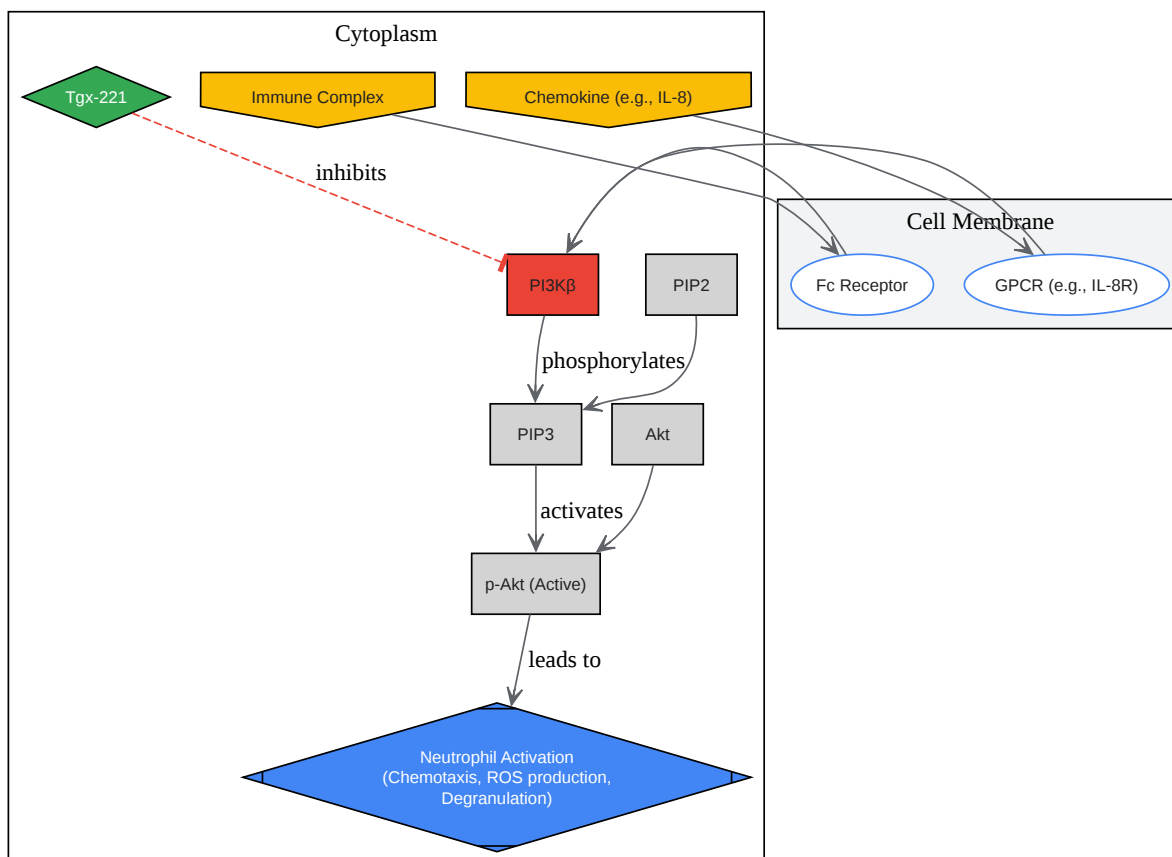 Cytoplasm
Tgx-221
Immune Complex
Chemokine (e.g., IL-8)
inhibits
Cell Membrane
PI3Kβ
PIP2
Fc Receptor
GPCR (e.g., IL-8R)
phosphorylates
PIP3
Akt
activates
p-Akt (Active)
leads to
Neutrophil Activation
(Chemotaxis, ROS production,
Degranulation)